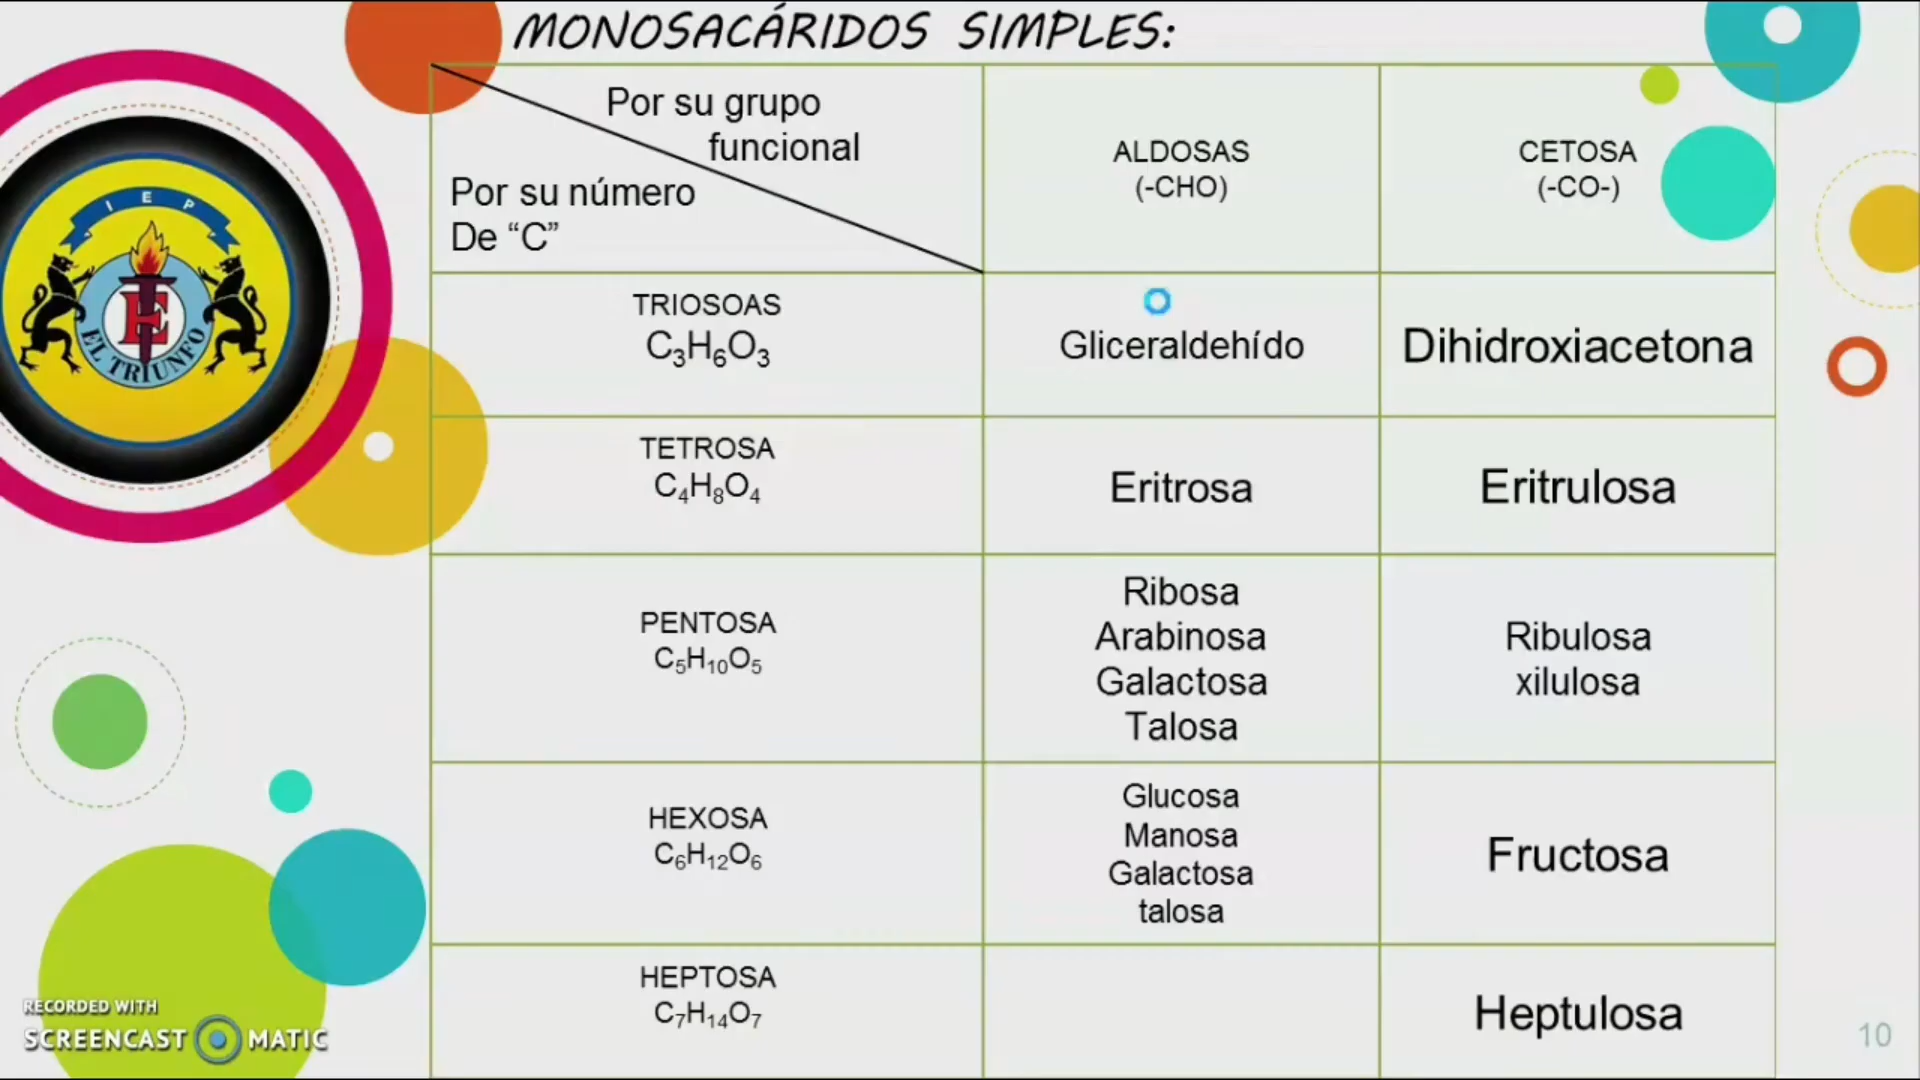 MONOSACÁRIDOS SIMPLES:
Por su grupo
funcional
Por su número
De “C”
ALDOSAS
(-CHO)
CETOSA
(-CO-)
I E P
E
EL TRIUNFO
TRIOSOAS
C₃H₆O₃
Gliceraldehído
Dihidroxiacetona
TETROSA
C₄H₈O₄
Eritrosa
Eritrulosa
PENTOSA
C₅H₁₀O₅
Ribosa
Arabinosa
Galactosa
Talosa
Ribulosa
xilulosa
HEXOSA
C₆H₁₂O₆
Glucosa
Manosa
Galactosa
talosa
Fructosa
HEPTOSA
C₇H₁₄O₇
Heptulosa
RECORDED WITH
SCREENCAST MATIC
10